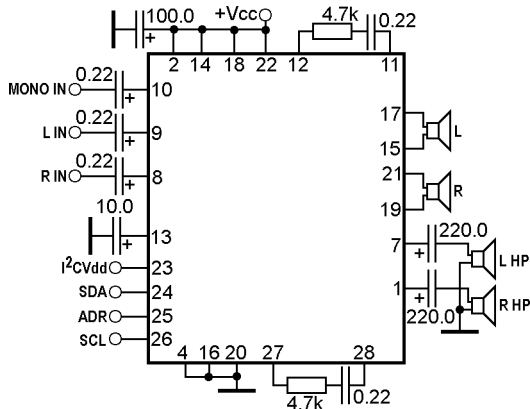 100.0 +Vcc 4.7k 0.22
2 14 18 22 12 11
0.22
MONO IN 10
0.22 17
L IN 9 15 L
0.22 21
R IN 8 19 R
10.0
13 7 220.0
L HP
I²CVdd 23
SDA 24 1
R HP
ADR 25 220.0
SCL 26
4 16 20 27 28
4.7k 0.22